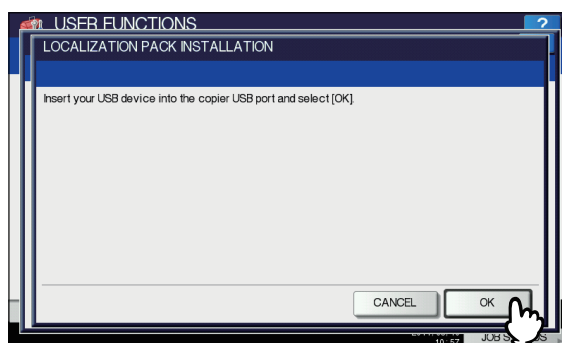 USER FUNCTIONS
?
LOCALIZATION PACK INSTALLATION
Insert your USB device into the copier USB port and select [OK].
CANCEL
OK
10:57